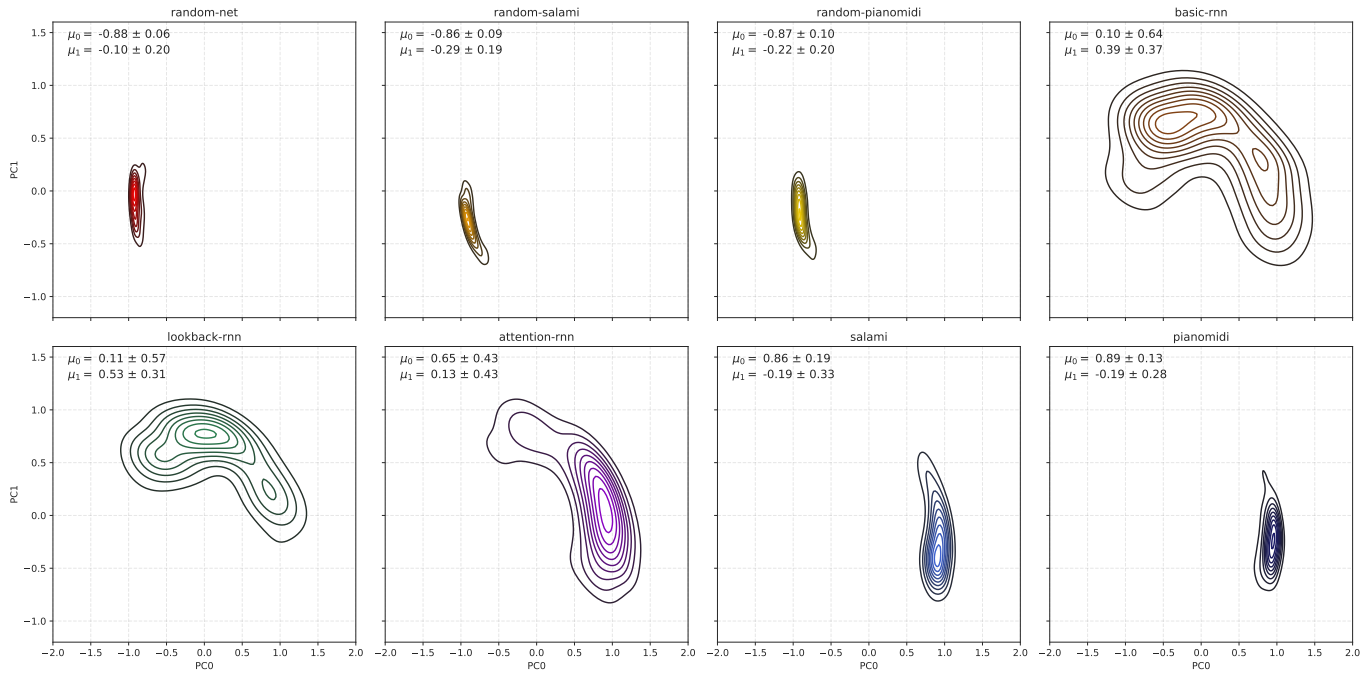 random-net
μ0 = -0.88 ± 0.06
μ1 = -0.10 ± 0.20
random-salami
μ0 = -0.86 ± 0.09
μ1 = -0.29 ± 0.19
random-pianomidi
μ0 = -0.87 ± 0.10
μ1 = -0.22 ± 0.20
basic-rnn
μ0 = 0.10 ± 0.64
μ1 = 0.39 ± 0.37
1.5
1.0
0.5
0.0
−0.5
−1.0
PC1
lookback-rnn
μ0 = 0.11 ± 0.57
μ1 = 0.53 ± 0.31
attention-rnn
μ0 = 0.65 ± 0.43
μ1 = 0.13 ± 0.43
salami
μ0 = 0.86 ± 0.19
μ1 = -0.19 ± 0.33
pianomidi
μ0 = 0.89 ± 0.13
μ1 = -0.19 ± 0.28
1.5
1.0
0.5
0.0
−0.5
−1.0
PC1
−2.0 −1.5 −1.0 −0.5 0.0 0.5 1.0 1.5 2.0
PC0
−2.0 −1.5 −1.0 −0.5 0.0 0.5 1.0 1.5 2.0
PC0
−2.0 −1.5 −1.0 −0.5 0.0 0.5 1.0 1.5 2.0
PC0
−2.0 −1.5 −1.0 −0.5 0.0 0.5 1.0 1.5 2.0
PC0